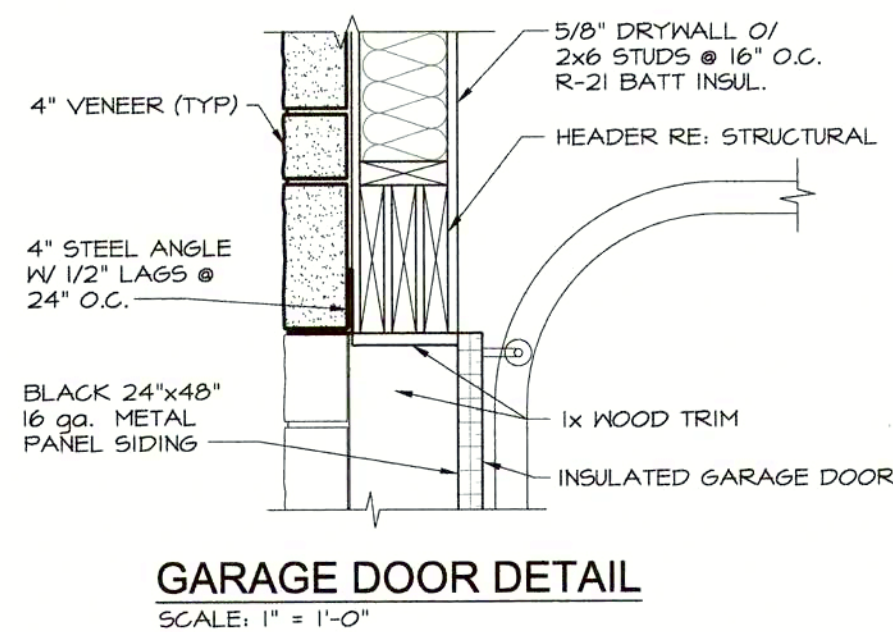 5/8" DRYWALL O/
2x6 STUDS @ 16" O.C.
R-21 BATT INSUL.
4" VENEER (TYP)
HEADER RE: STRUCTURAL
4" STEEL ANGLE
W/ 1/2" LAGS @
24" O.C.
BLACK 24"x48"
16 ga. METAL
PANEL SIDING
1x WOOD TRIM
INSULATED GARAGE DOOR
GARAGE DOOR DETAIL
SCALE: 1" = 1'-0"